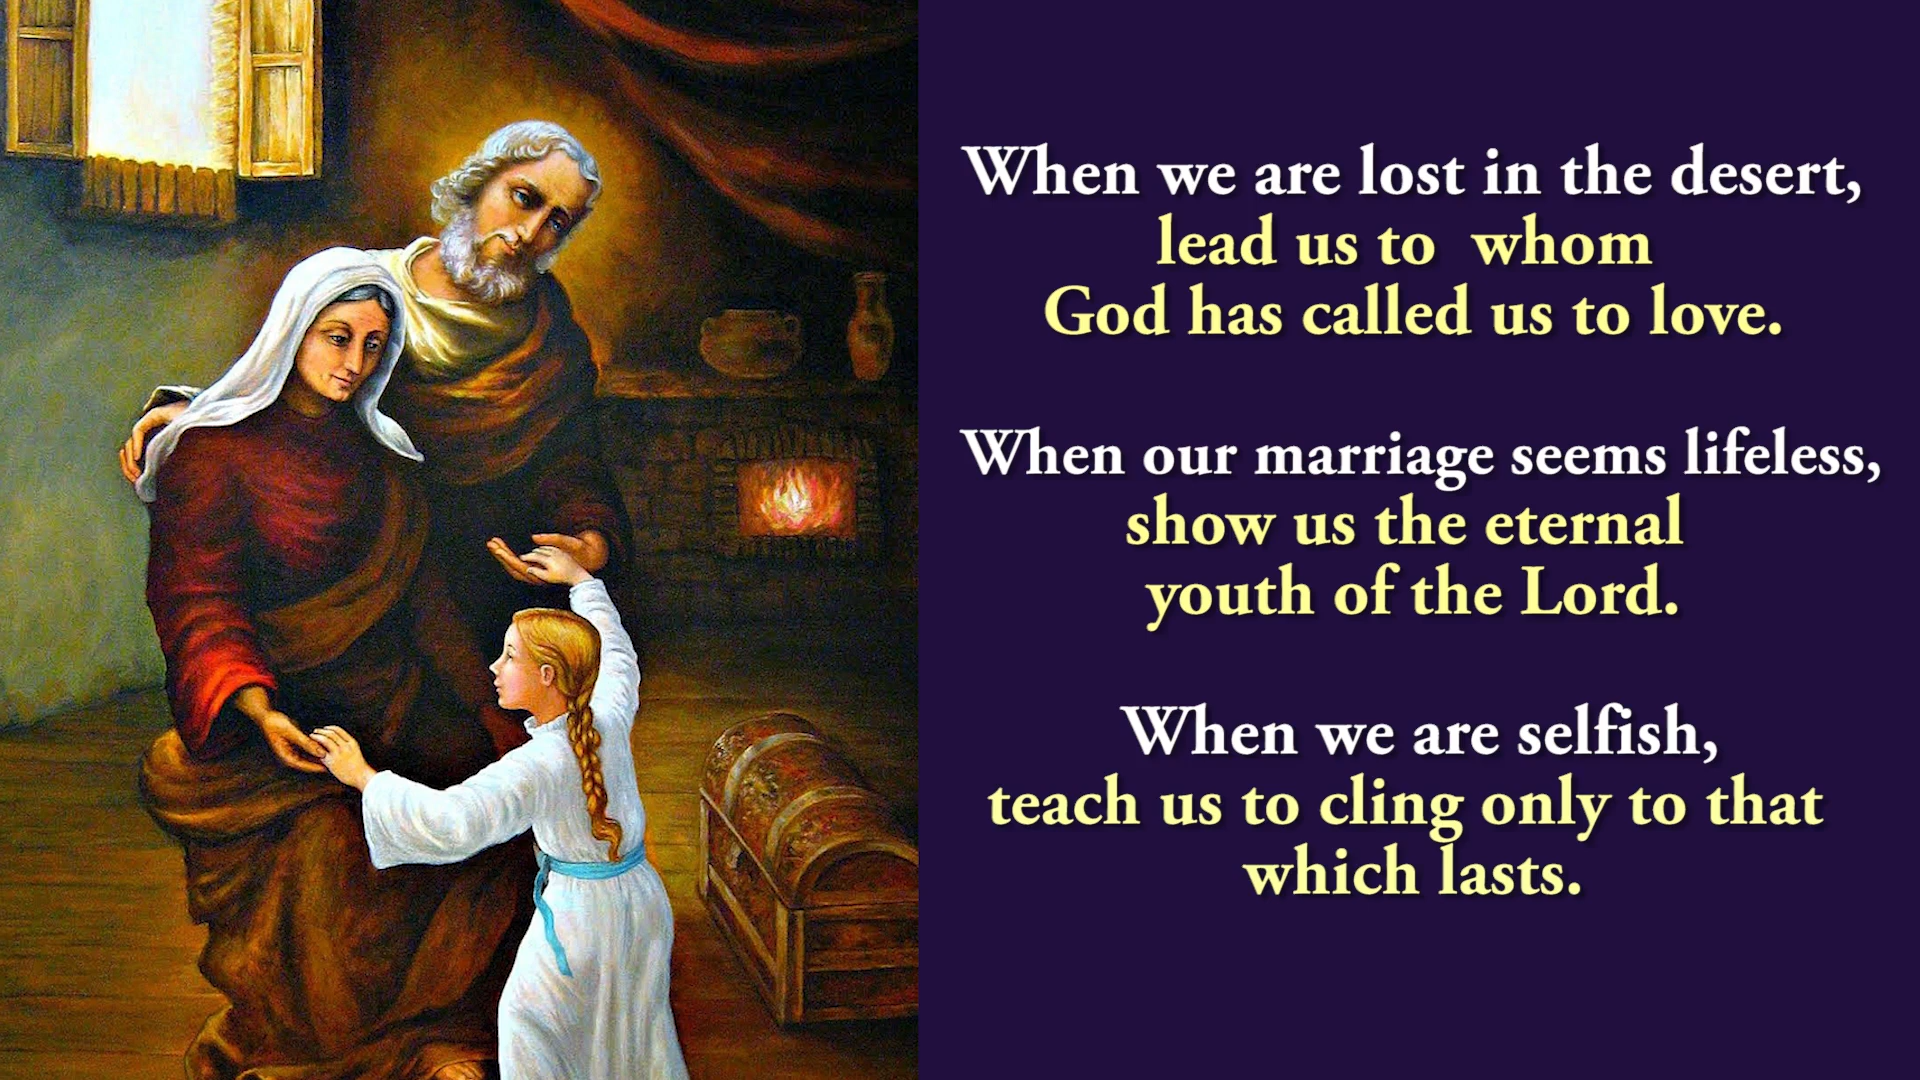 When we are lost in the desert,
lead us to  whom
God has called us to love.
When our marriage seems lifeless,
show us the eternal
youth of the Lord.
When we are selfish,
teach us to cling only to that
which lasts.